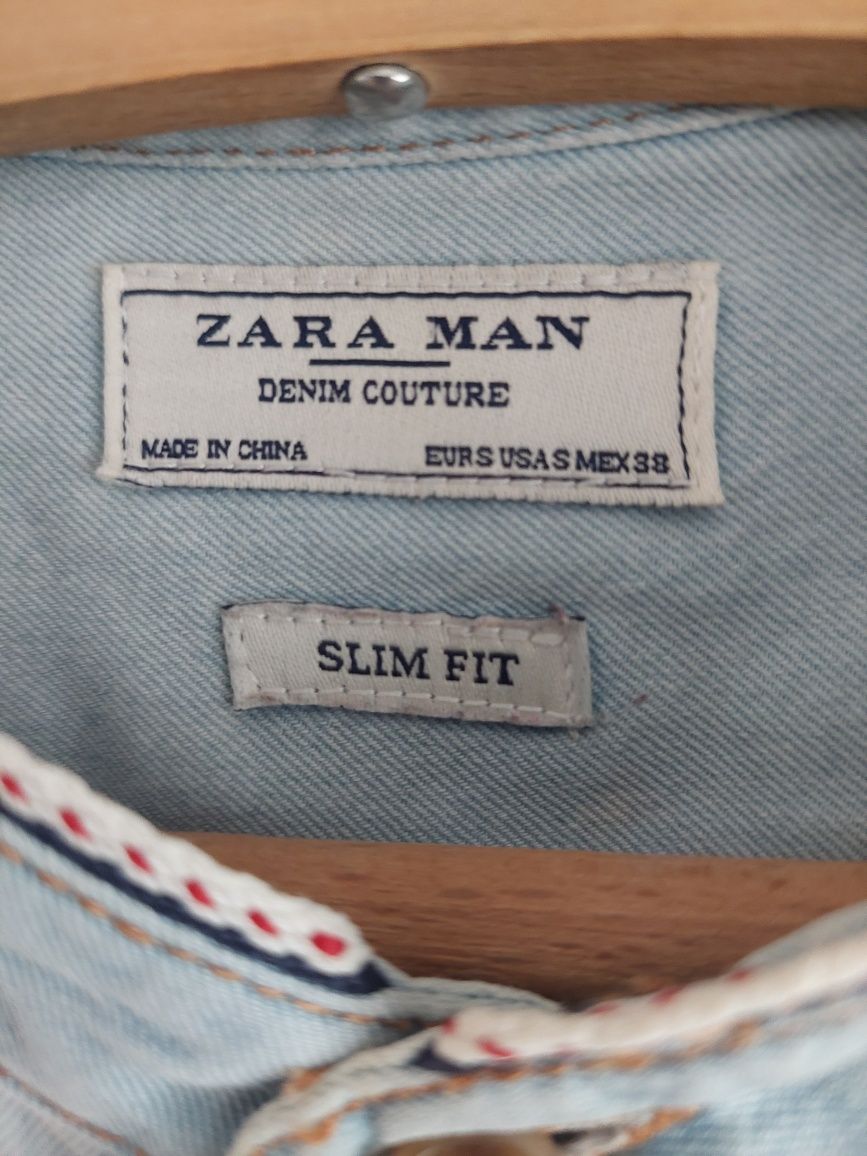 ZARA MAN
DENIM COUTURE
MADE IN CHINA EUR S USA S MEX 38
SLIM FIT